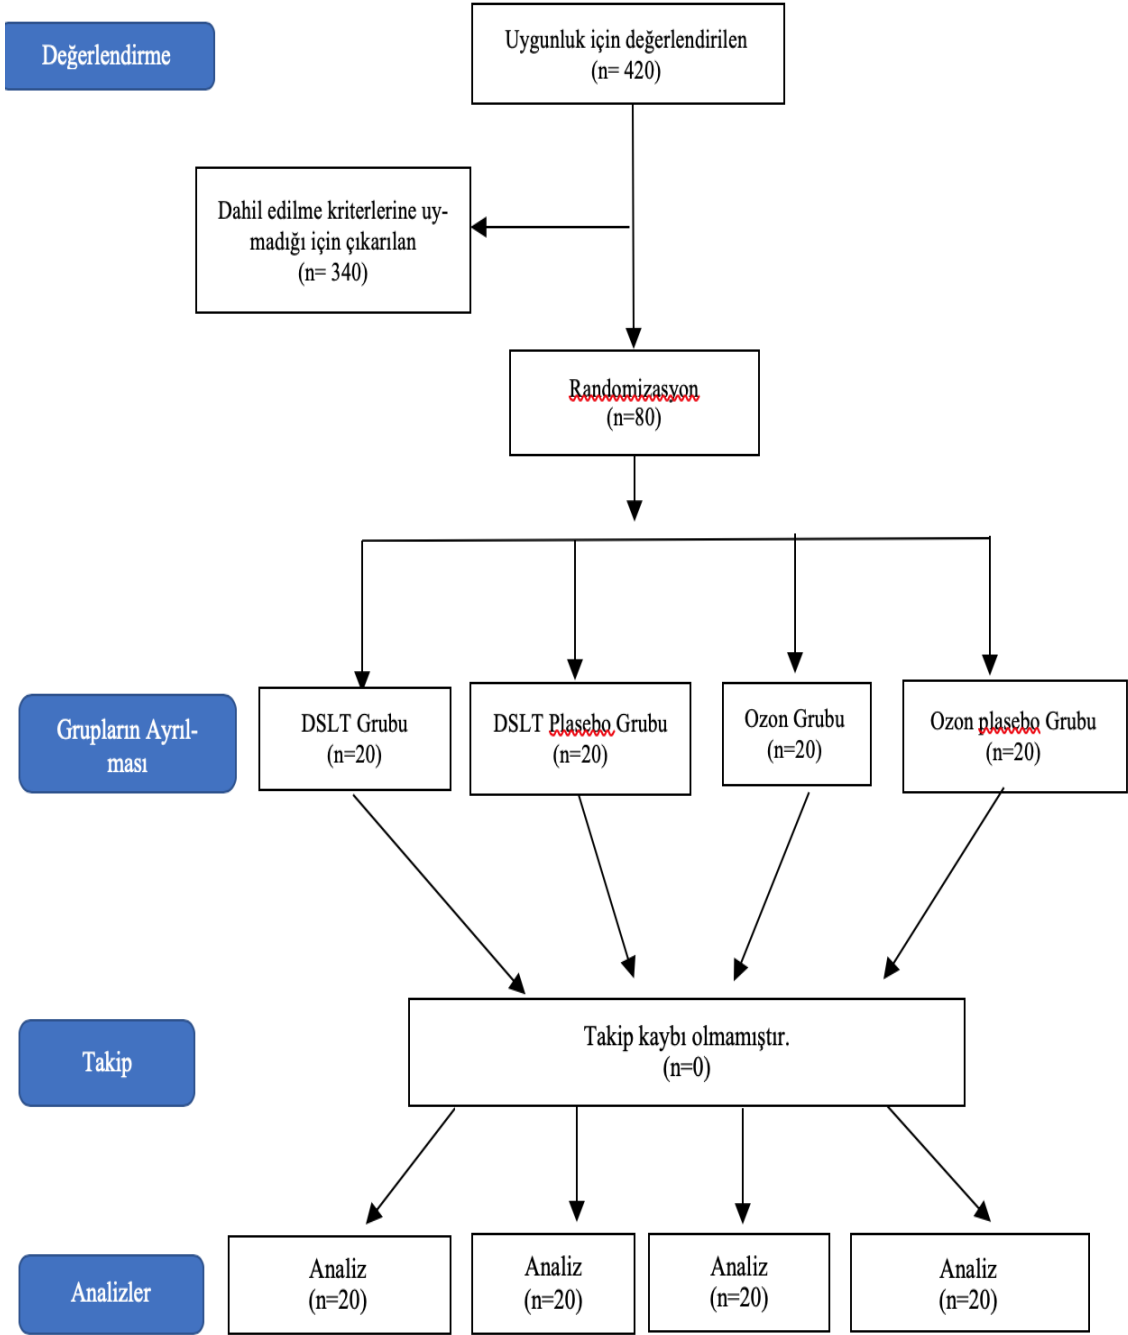 Değerlendirme
Uygunluk için değerlendirilen
(n= 420)
Dahil edilme kriterlerine uy-
madığı için çıkarılan
(n= 340)
Randomizasyon
(n=80)
Grupların Ayrıl-
ması
DSLT Grubu
(n=20)
DSLT Plasebo Grubu
(n=20)
Ozon Grubu
(n=20)
Ozon plasebo Grubu
(n=20)
Takip
Takip kaybı olmamıştır.
(n=0)
Analizler
Analiz
(n=20)
Analiz
(n=20)
Analiz
(n=20)
Analiz
(n=20)